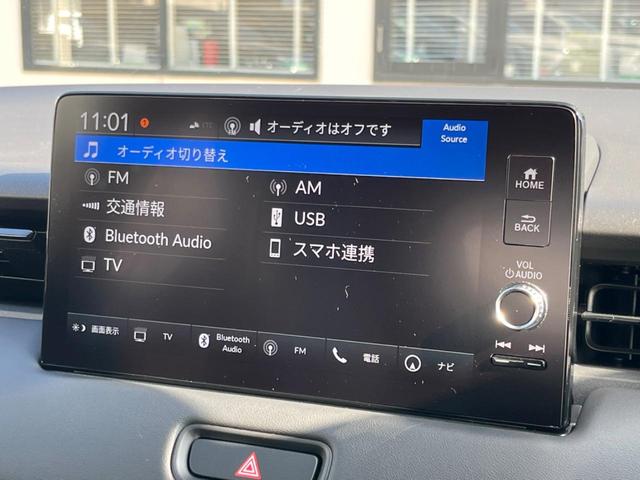 11:01 ETC オーディオはオフです
Audio
Source
オーディオ切り替え
FM
AM
交通情報
USB
Bluetooth Audio
スマホ連携
TV
HOME
BACK
VOL
AUDIO
画面表示
TV
Bluetooth
Audio
FM
電話
ナビ